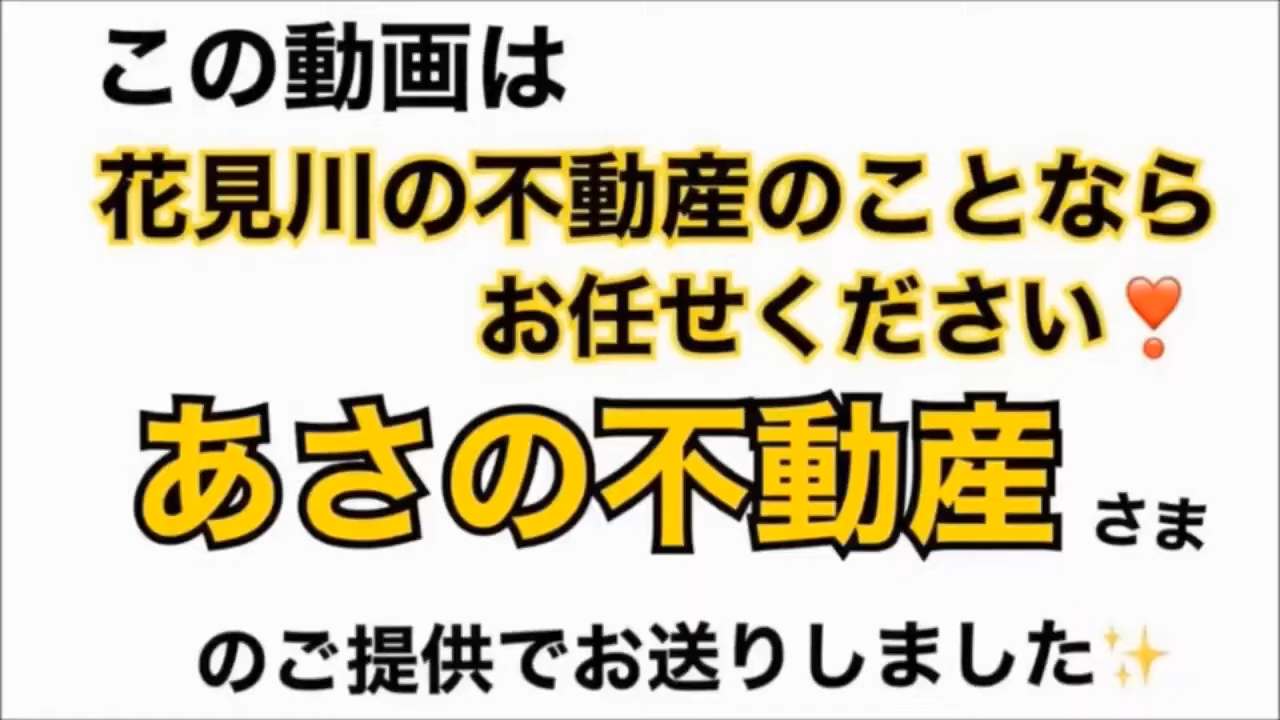 この動画は
花見川の不動産のことなら
お任せください❣️
あさの不動産 さま
のご提供でお送りしました✨